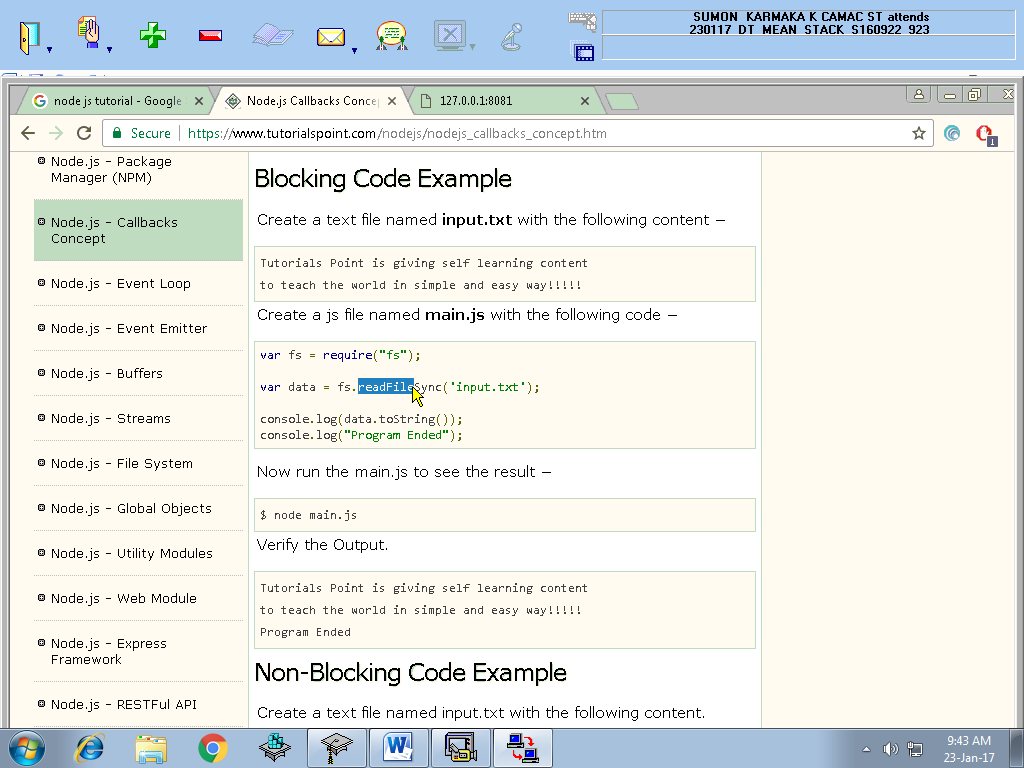 SUMON KARMAKA K CAMAC ST attends
230117 DT MEAN STACK S160922 923
node js tutorial - Google
Node.js Callbacks Conce
127.0.0.1:8081
Secure
https://www.tutorialspoint.com/nodejs/nodejs_callbacks_concept.htm
1
Node.js - Package
Manager (NPM)
Node.js - Callbacks
Concept
Node.js - Event Loop
Node.js - Event Emitter
Node.js - Buffers
Node.js - Streams
Node.js - File System
Node.js - Global Objects
Node.js - Utility Modules
Node.js - Web Module
Node.js - Express
Framework
Node.js - RESTFul API
Blocking Code Example
Create a text file named input.txt with the following content −
Tutorials Point is giving self learning content
to teach the world in simple and easy way!!!!!
Create a js file named main.js with the following code −
var fs = require("fs");
var data = fs.readFileSync('input.txt');
console.log(data.toString());
console.log("Program Ended");
Now run the main.js to see the result −
$ node main.js
Verify the Output.
Tutorials Point is giving self learning content
to teach the world in simple and easy way!!!!!
Program Ended
Non-Blocking Code Example
Create a text file named input.txt with the following content.
9:43 AM
23-Jan-17